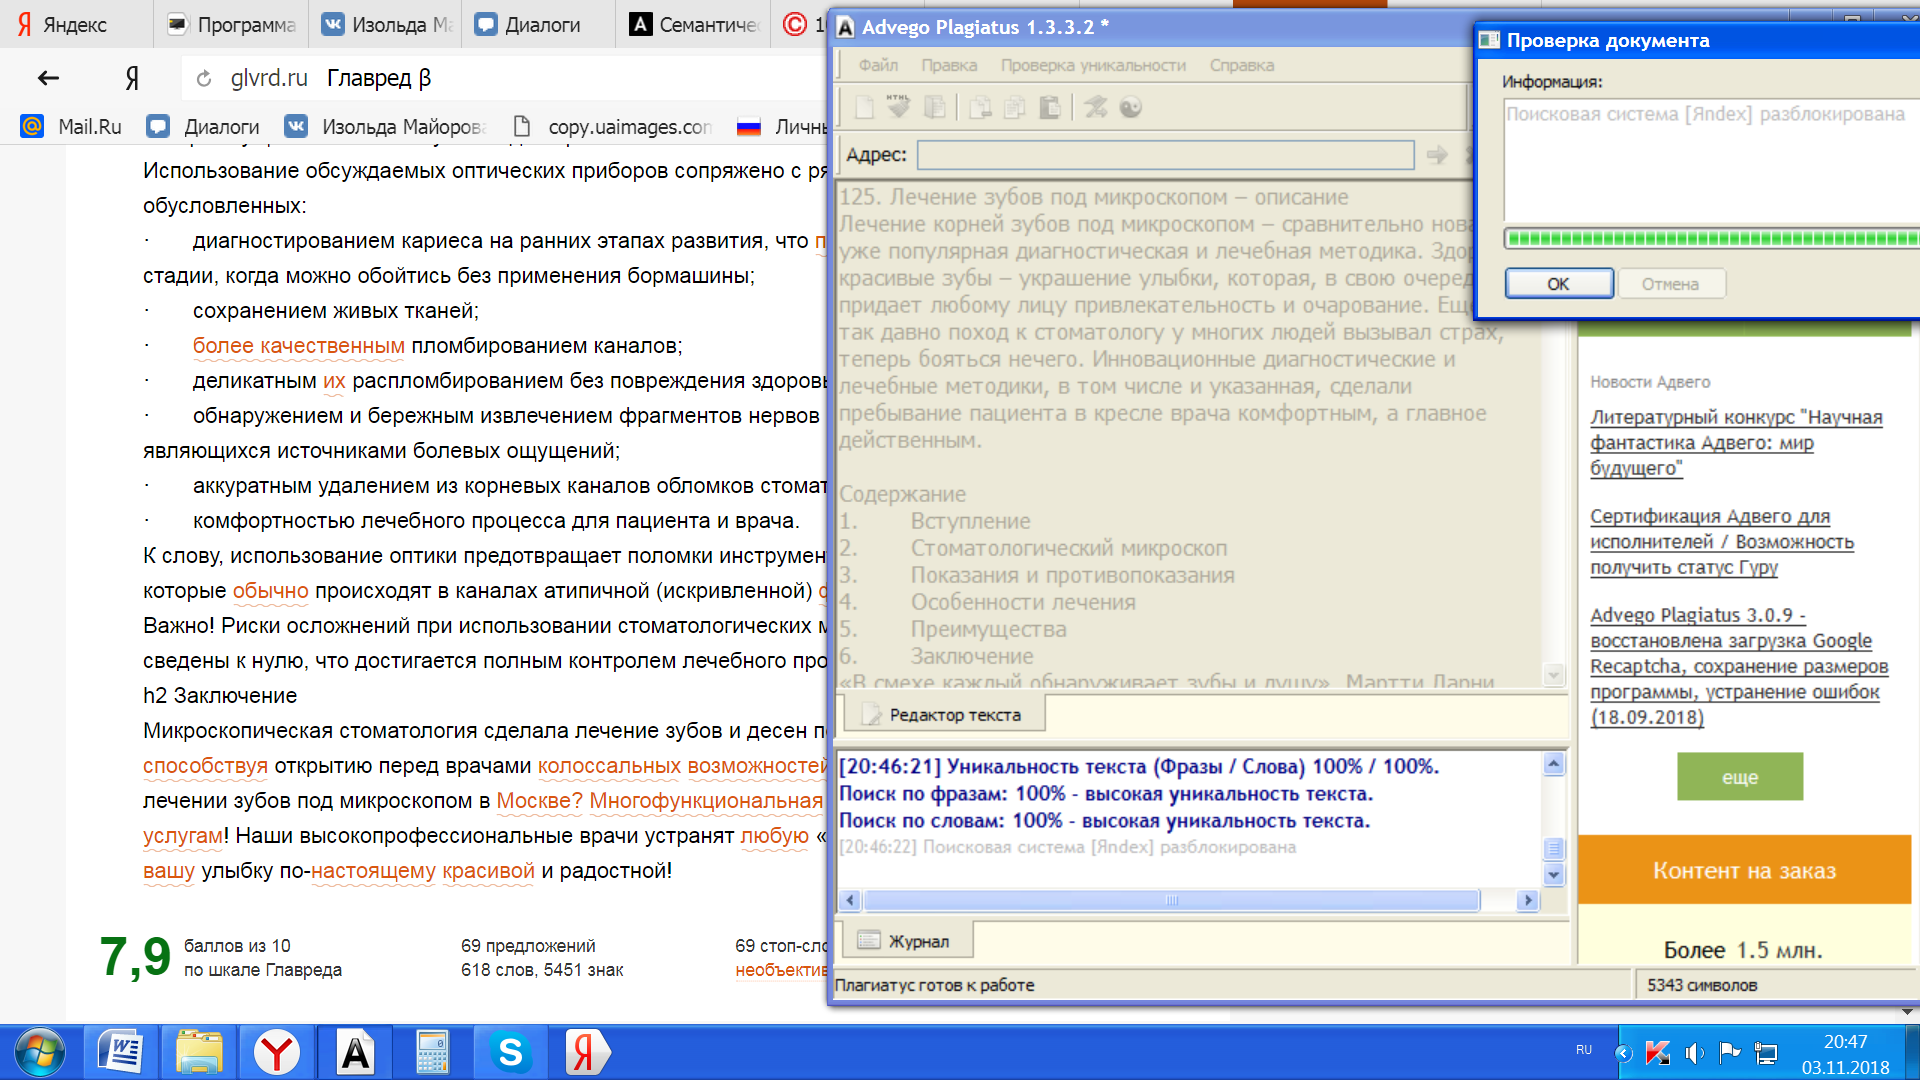 Яндекс
Программа
Изольда Ма
Диалоги
Семантичес
Advego Plagiatus 1.3.3.2 *
Проверка документа
glvrd.ru Главред β
Mail.Ru
Диалоги
Изольда Майорова
copy.uaimages.com
Личны
Использование обсуждаемых оптических приборов сопряжено с ря
обусловленных:
· диагностированием кариеса на ранних этапах развития, что п
стадии, когда можно обойтись без применения бормашины;
· сохранением живых тканей;
· более качественным пломбированием каналов;
· деликатным их распломбированием без повреждения здоровы
· обнаружением и бережным извлечением фрагментов нервов
являющихся источниками болевых ощущений;
· аккуратным удалением из корневых каналов обломков стомат
· комфортностью лечебного процесса для пациента и врача.
К слову, использование оптики предотвращает поломки инструмен
которые обычно происходят в каналах атипичной (искривленной) ф
Важно! Риски осложнений при использовании стоматологических м
сведены к нулю, что достигается полным контролем лечебного про
h2 Заключение
Микроскопическая стоматология сделала лечение зубов и десен п
способствуя открытию перед врачами колоссальных возможностей
лечении зубов под микроскопом в Москве? Многофункциональная
услугам! Наши высокопрофессиональные врачи устранят любую «
вашу улыбку по-настоящему красивой и радостной!
7,9
баллов из 10
по шкале Главреда
69 предложений
618 слов, 5451 знак
69 стоп-сло
необъектив
Файл Правка Проверка уникальности Справка
Адрес:
125. Лечение зубов под микроскопом – описание
Лечение корней зубов под микроскопом – сравнительно нова
уже популярная диагностическая и лечебная методика. Здор
красивые зубы – украшение улыбки, которая, в свою очеред
придает любому лицу привлекательность и очарование. Ещ
так давно поход к стоматологу у многих людей вызывал страх,
теперь бояться нечего. Инновационные диагностические и
лечебные методики, в том числе и указанная, сделали
пребывание пациента в кресле врача комфортным, а главное
действенным.
Содержание
1. Вступление
2. Стоматологический микроскоп
3. Показания и противопоказания
4. Особенности лечения
5. Преимущества
6. Заключение
«В смехе каждый обнаруживает зубы и душу». Мартти Ларни
Редактор текста
[20:46:21] Уникальность текста (Фразы / Слова) 100% / 100%.
Поиск по фразам: 100% - высокая уникальность текста.
Поиск по словам: 100% - высокая уникальность текста.
[20:46:22] Поисковая система [Яndex] разблокирована
Журнал
Плагиатус готов к работе
5343 символов
Информация:
Поисковая система [Яndex] разблокирована
OK
Отмена
Новости Адвего
Литературный конкурс "Научная
фантастика Адвего: мир
будущего"
Сертификация Адвего для
исполнителей / Возможность
получить статус Гуру
Advego Plagiatus 3.0.9 -
восстановлена загрузка Google
Recaptcha, сохранение размеров
программы, устранение ошибок
(18.09.2018)
еще
Контент на заказ
Более 1.5 млн.
RU
20:47
03.11.2018